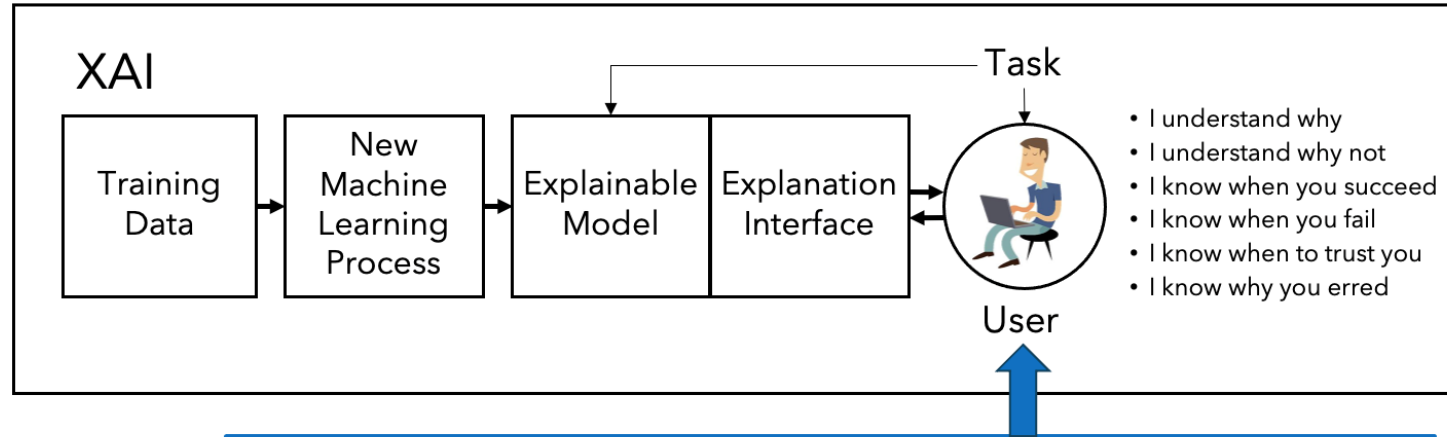 XAI
Task
Training
Data
New
Machine
Learning
Process
Explainable
Model
Explanation
Interface
User
• I understand why
• I understand why not
• I know when you succeed
• I know when you fail
• I know when to trust you
• I know why you erred